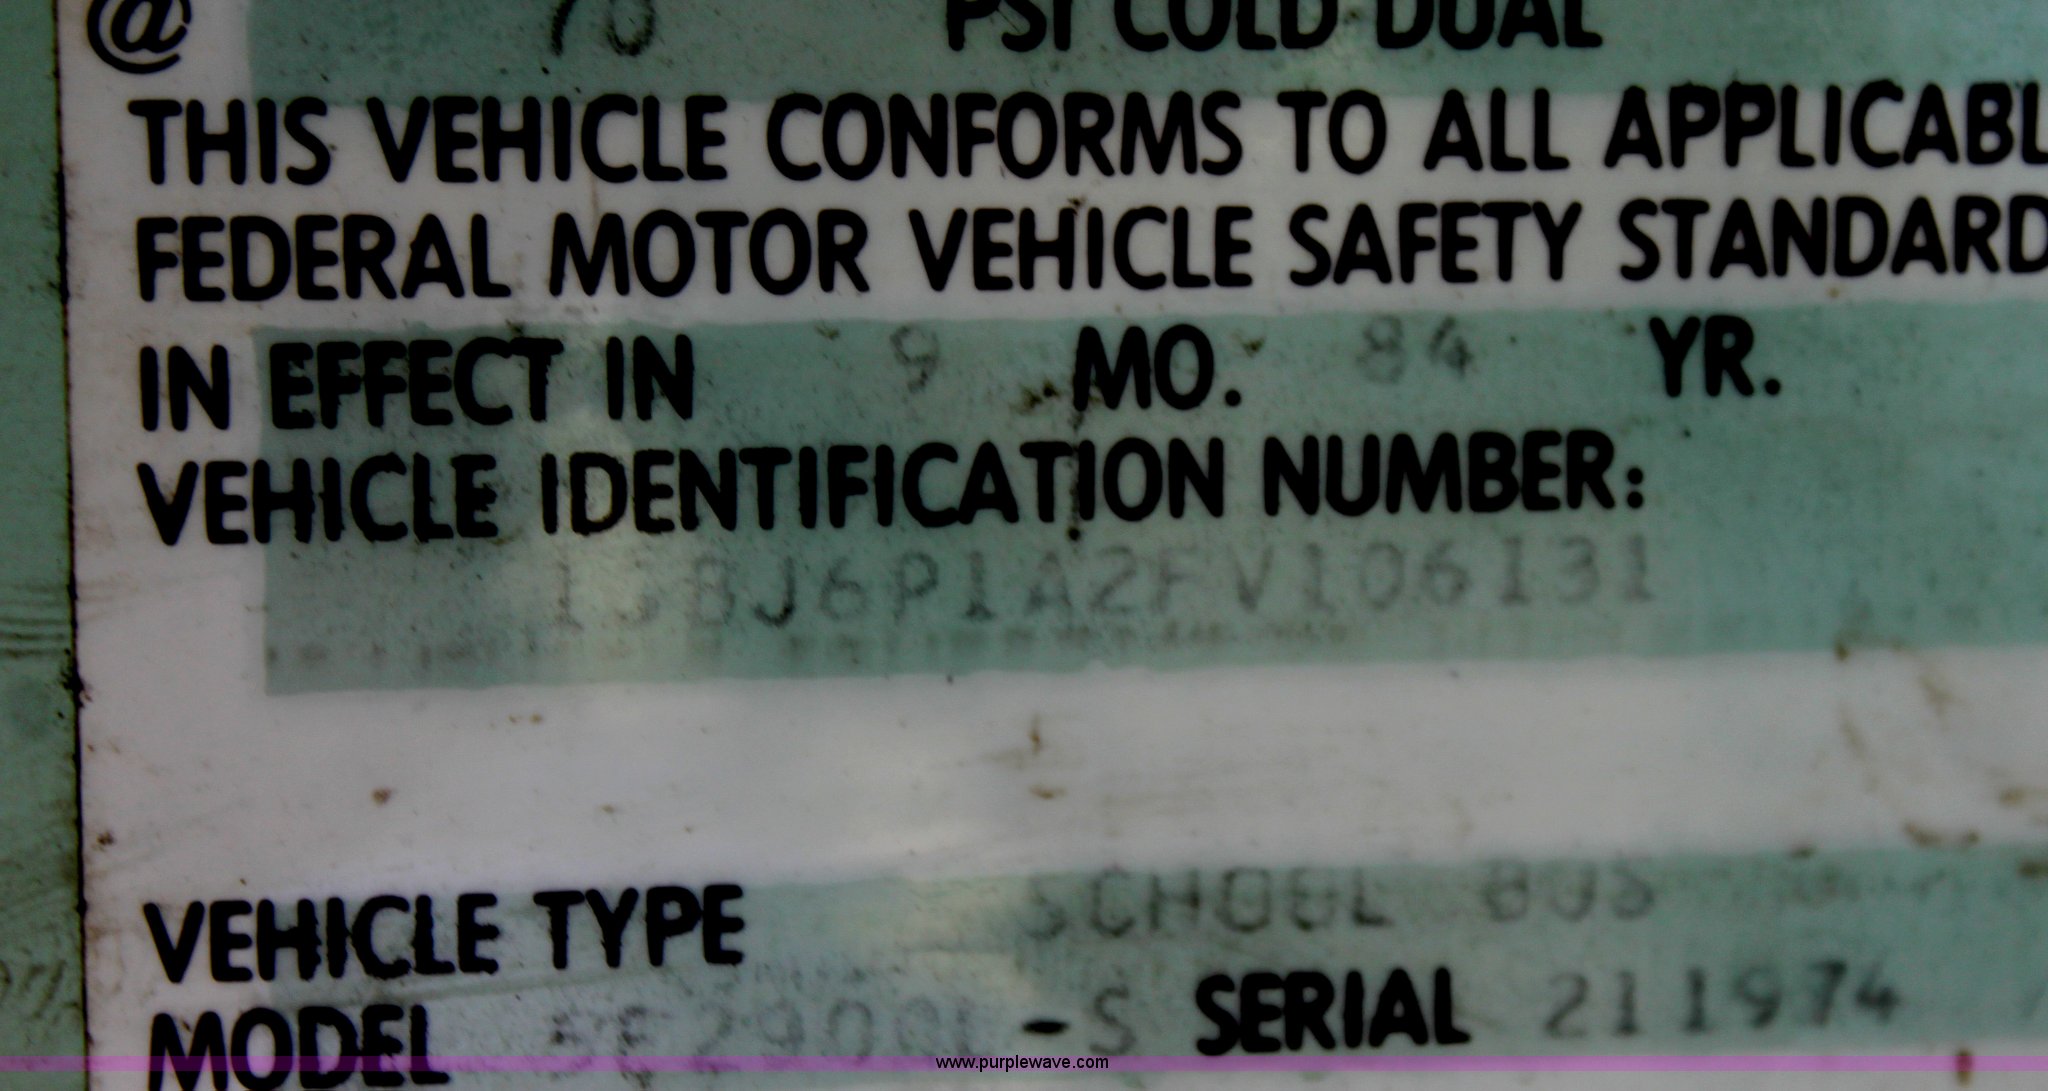 @ 70 PSI COLD DUAL
THIS VEHICLE CONFORMS TO ALL APPLICABL
FEDERAL MOTOR VEHICLE SAFETY STANDARD
IN EFFECT IN 9 MO. 84 YR.
VEHICLE IDENTIFICATION NUMBER:
VEHICLE TYPE SCHOOL BUS
MODEL SERIAL 211974
www.purplewave.com